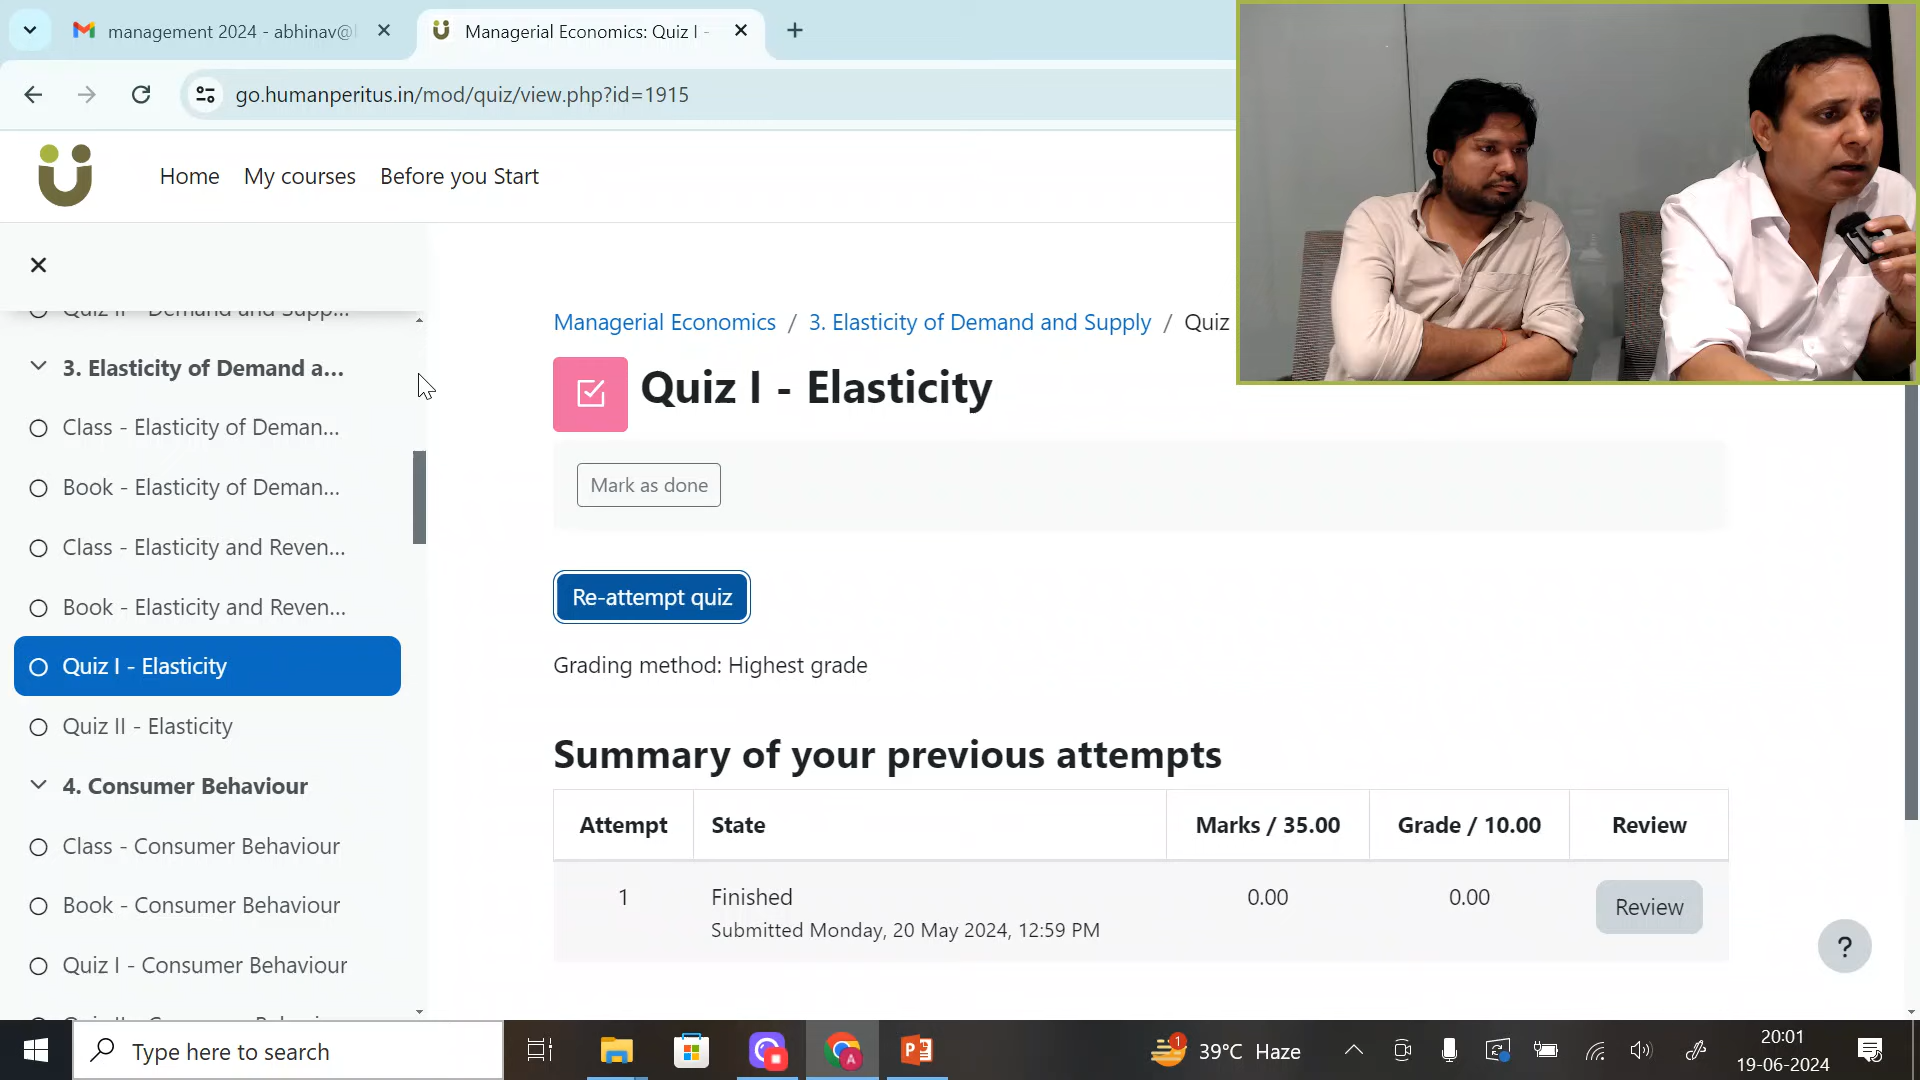 management 2024 - abhinav@
Managerial Economics: Quiz I -
go.humanperitus.in/mod/quiz/view.php?id=1915
Home
My courses
Before you Start
Quiz II - Demand and Supp...
3. Elasticity of Demand a...
Class - Elasticity of Deman...
Book - Elasticity of Deman...
Class - Elasticity and Reven...
Book - Elasticity and Reven...
Quiz I - Elasticity
Quiz II - Elasticity
4. Consumer Behaviour
Class - Consumer Behaviour
Book - Consumer Behaviour
Quiz I - Consumer Behaviour
Managerial Economics / 3. Elasticity of Demand and Supply / Quiz
Quiz I - Elasticity
Mark as done
Re-attempt quiz
Grading method: Highest grade
Summary of your previous attempts
Attempt State Marks / 35.00 Grade / 10.00 Review
1 Finished 0.00 0.00 Review
Submitted Monday, 20 May 2024, 12:59 PM
?
Type here to search
A
1
39°C Haze
20:01
19-06-2024